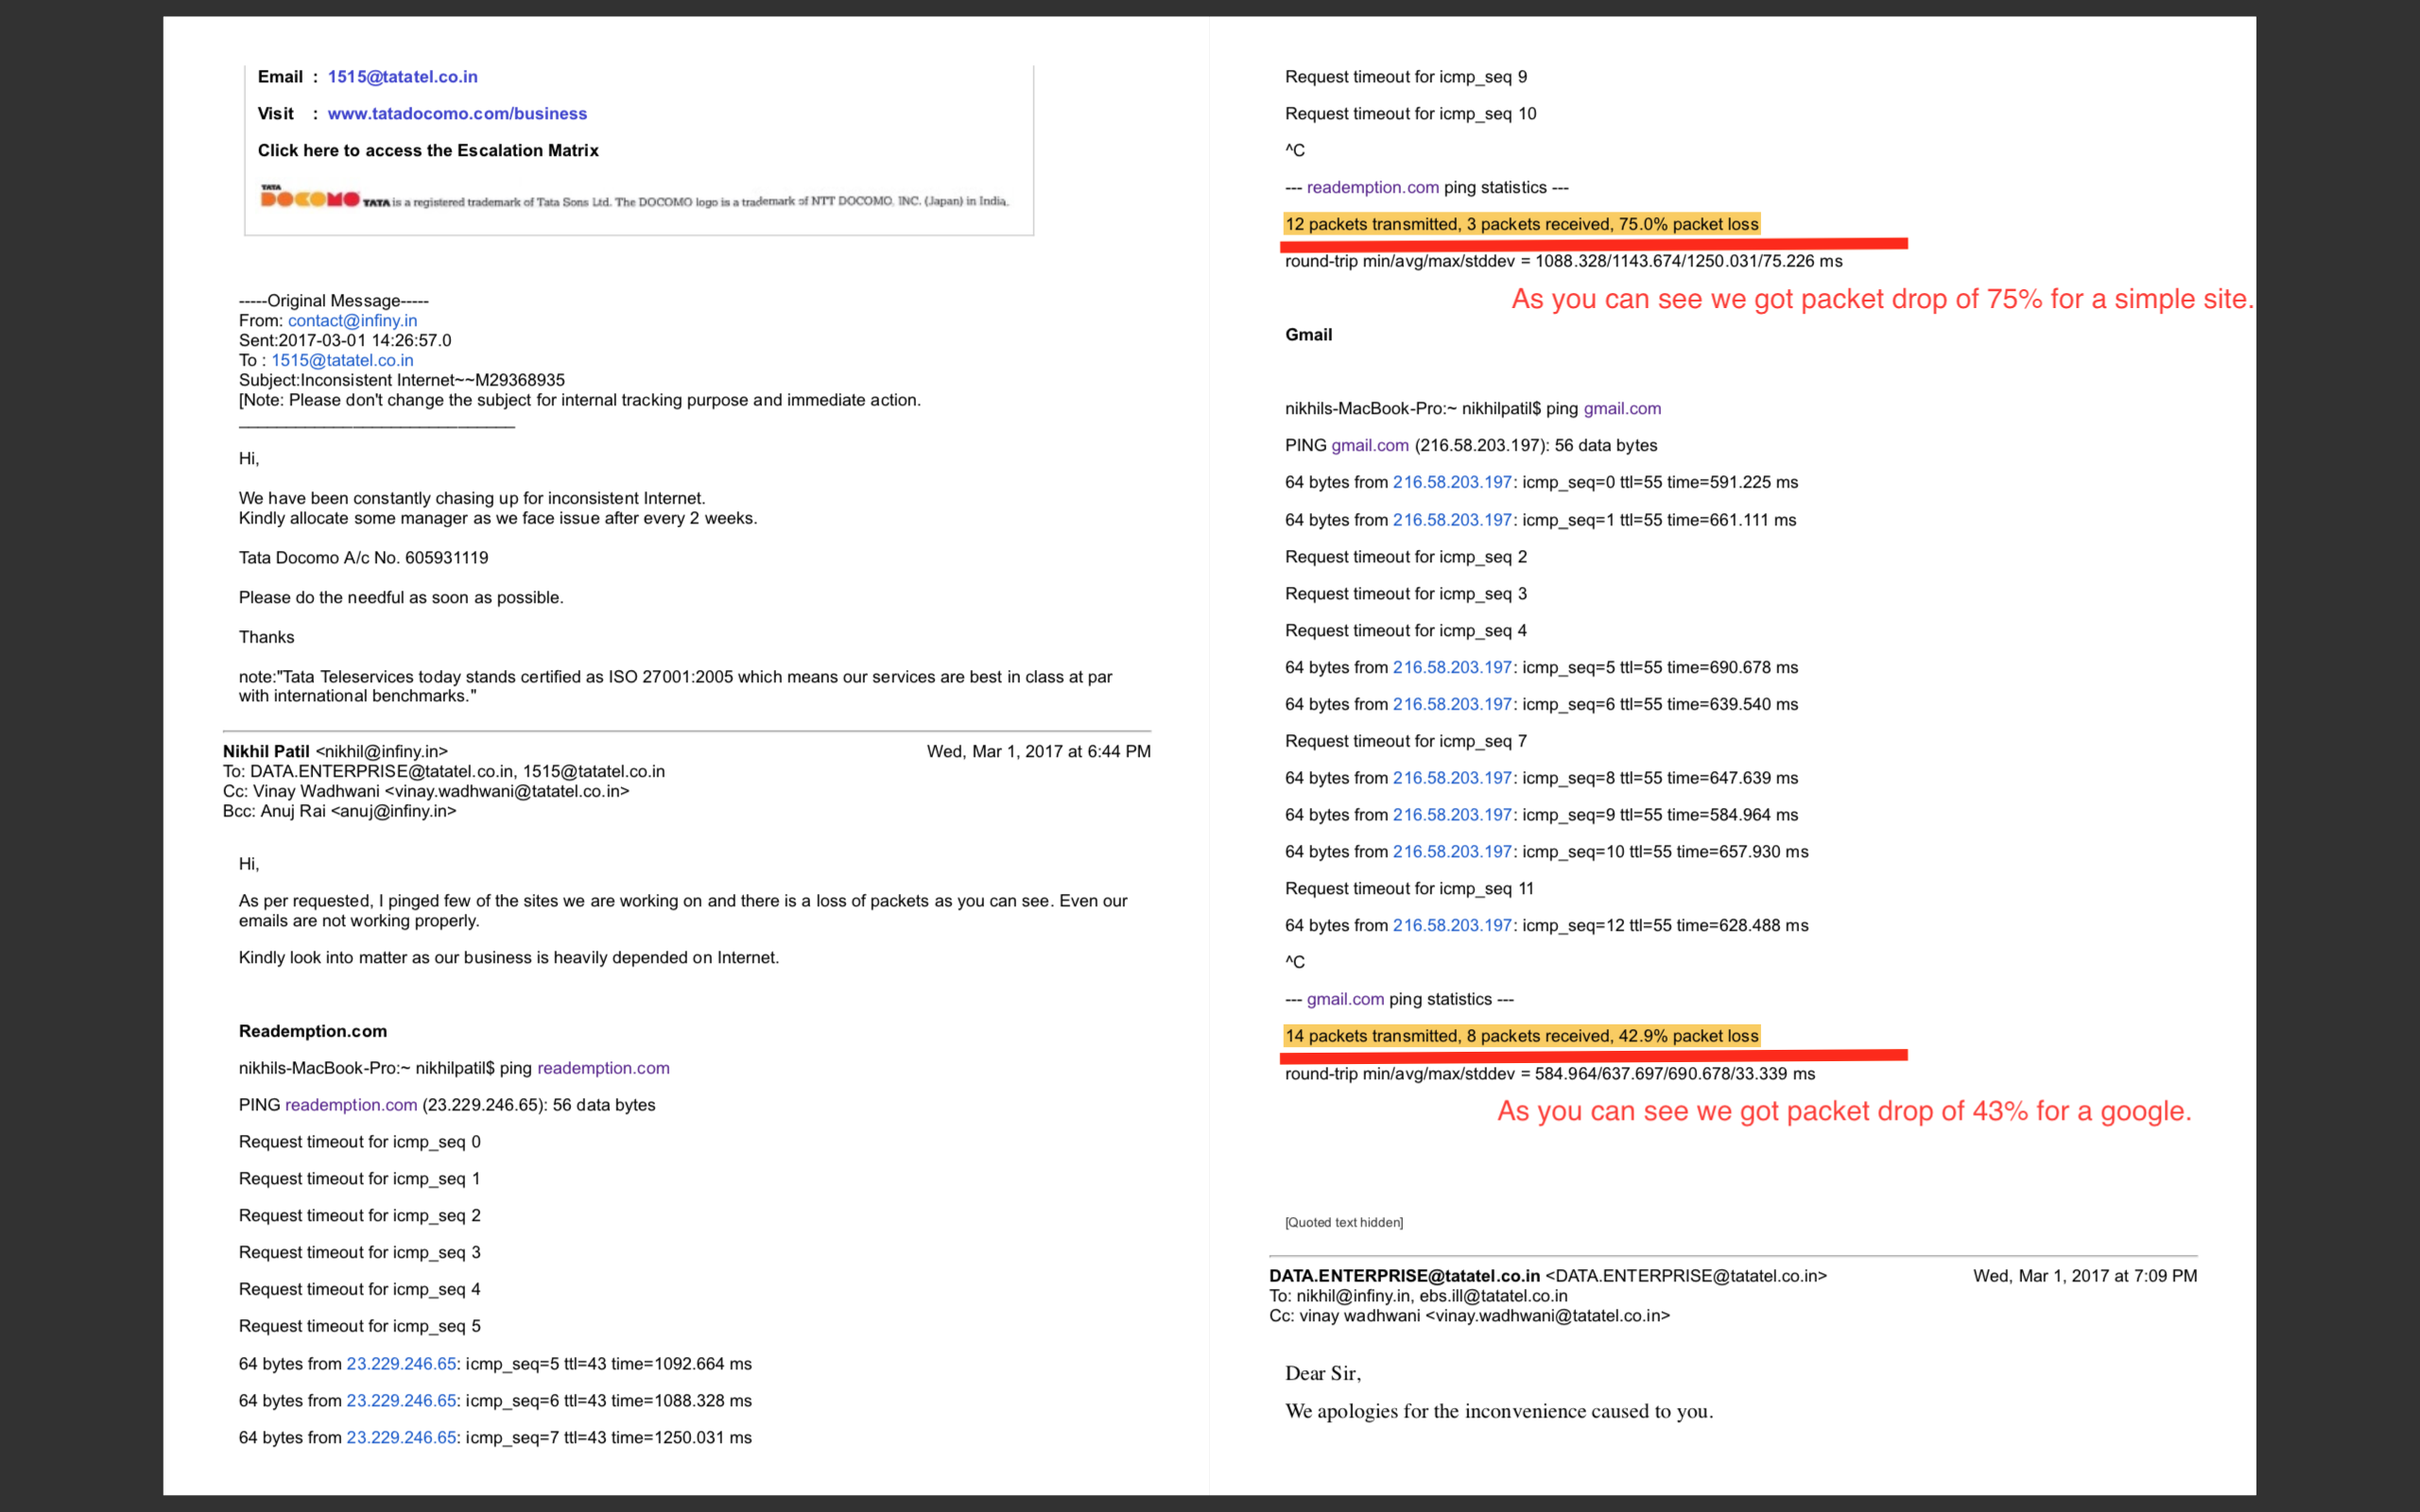 Email : 1515@tatatel.co.in
Visit : www.tatadocomo.com/business
Click here to access the Escalation Matrix
TATA
DOCOMO TATA is a registered trademark of Tata Sons Ltd. The DOCOMO logo is a trademark of NTT DOCOMO, INC. (Japan) in India.
-----Original Message-----
From: contact@infiny.in
Sent:2017-03-01 14:26:57.0
To : 1515@tatatel.co.in
Subject:Inconsistent Internet~~M29368935
[Note: Please don't change the subject for internal tracking purpose and immediate action.
______________________________
Hi,
We have been constantly chasing up for inconsistent Internet.
Kindly allocate some manager as we face issue after every 2 weeks.
Tata Docomo A/c No. 605931119
Please do the needful as soon as possible.
Thanks
note:"Tata Teleservices today stands certified as ISO 27001:2005 which means our services are best in class at par
with international benchmarks."
Nikhil Patil <nikhil@infiny.in> Wed, Mar 1, 2017 at 6:44 PM
To: DATA.ENTERPRISE@tatatel.co.in, 1515@tatatel.co.in
Cc: Vinay Wadhwani <vinay.wadhwani@tatatel.co.in>
Bcc: Anuj Rai <anuj@infiny.in>
Hi,
As per requested, I pinged few of the sites we are working on and there is a loss of packets as you can see. Even our
emails are not working properly.
Kindly look into matter as our business is heavily depended on Internet.
Reademption.com
nikhils-MacBook-Pro:~ nikhilpatil$ ping reademption.com
PING reademption.com (23.229.246.65): 56 data bytes
Request timeout for icmp_seq 0
Request timeout for icmp_seq 1
Request timeout for icmp_seq 2
Request timeout for icmp_seq 3
Request timeout for icmp_seq 4
Request timeout for icmp_seq 5
64 bytes from 23.229.246.65: icmp_seq=5 ttl=43 time=1092.664 ms
64 bytes from 23.229.246.65: icmp_seq=6 ttl=43 time=1088.328 ms
64 bytes from 23.229.246.65: icmp_seq=7 ttl=43 time=1250.031 ms
Request timeout for icmp_seq 9
Request timeout for icmp_seq 10
^C
--- reademption.com ping statistics ---
12 packets transmitted, 3 packets received, 75.0% packet loss
round-trip min/avg/max/stddev = 1088.328/1143.674/1250.031/75.226 ms
As you can see we got packet drop of 75% for a simple site.
Gmail
nikhils-MacBook-Pro:~ nikhilpatil$ ping gmail.com
PING gmail.com (216.58.203.197): 56 data bytes
64 bytes from 216.58.203.197: icmp_seq=0 ttl=55 time=591.225 ms
64 bytes from 216.58.203.197: icmp_seq=1 ttl=55 time=661.111 ms
Request timeout for icmp_seq 2
Request timeout for icmp_seq 3
Request timeout for icmp_seq 4
64 bytes from 216.58.203.197: icmp_seq=5 ttl=55 time=690.678 ms
64 bytes from 216.58.203.197: icmp_seq=6 ttl=55 time=639.540 ms
Request timeout for icmp_seq 7
64 bytes from 216.58.203.197: icmp_seq=8 ttl=55 time=647.639 ms
64 bytes from 216.58.203.197: icmp_seq=9 ttl=55 time=584.964 ms
64 bytes from 216.58.203.197: icmp_seq=10 ttl=55 time=657.930 ms
Request timeout for icmp_seq 11
64 bytes from 216.58.203.197: icmp_seq=12 ttl=55 time=628.488 ms
^C
--- gmail.com ping statistics ---
14 packets transmitted, 8 packets received, 42.9% packet loss
round-trip min/avg/max/stddev = 584.964/637.697/690.678/33.339 ms
As you can see we got packet drop of 43% for a google.
[Quoted text hidden]
DATA.ENTERPRISE@tatatel.co.in <DATA.ENTERPRISE@tatatel.co.in> Wed, Mar 1, 2017 at 7:09 PM
To: nikhil@infiny.in, ebs.ill@tatatel.co.in
Cc: vinay wadhwani <vinay.wadhwani@tatatel.co.in>
Dear Sir,
We apologies for the inconvenience caused to you.